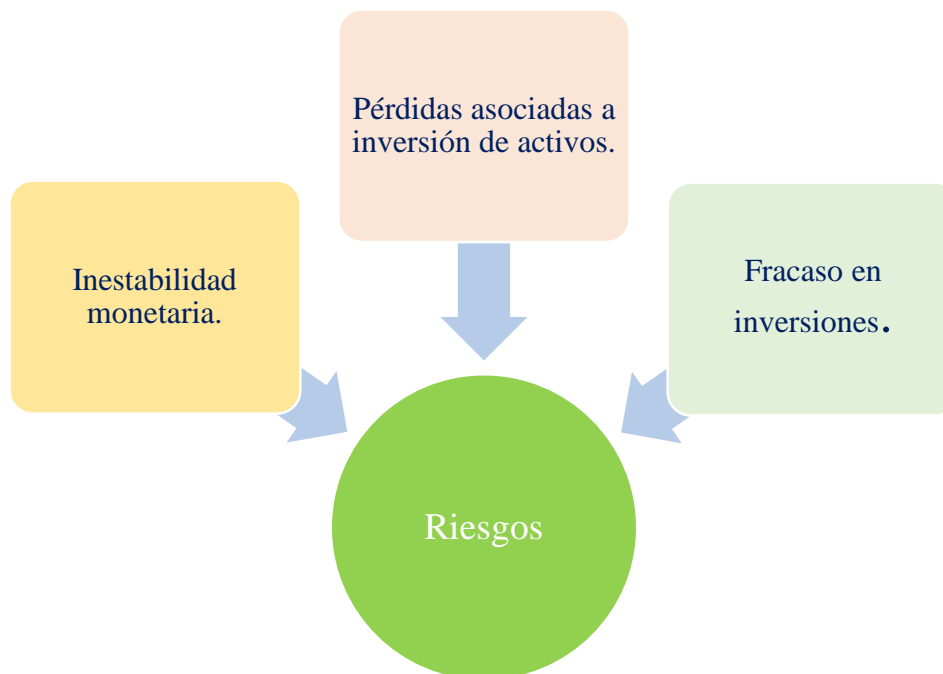 Pérdidas asociadas a
inversión de activos.
Inestabilidad
monetaria.
Fracaso en
inversiones.
Riesgos